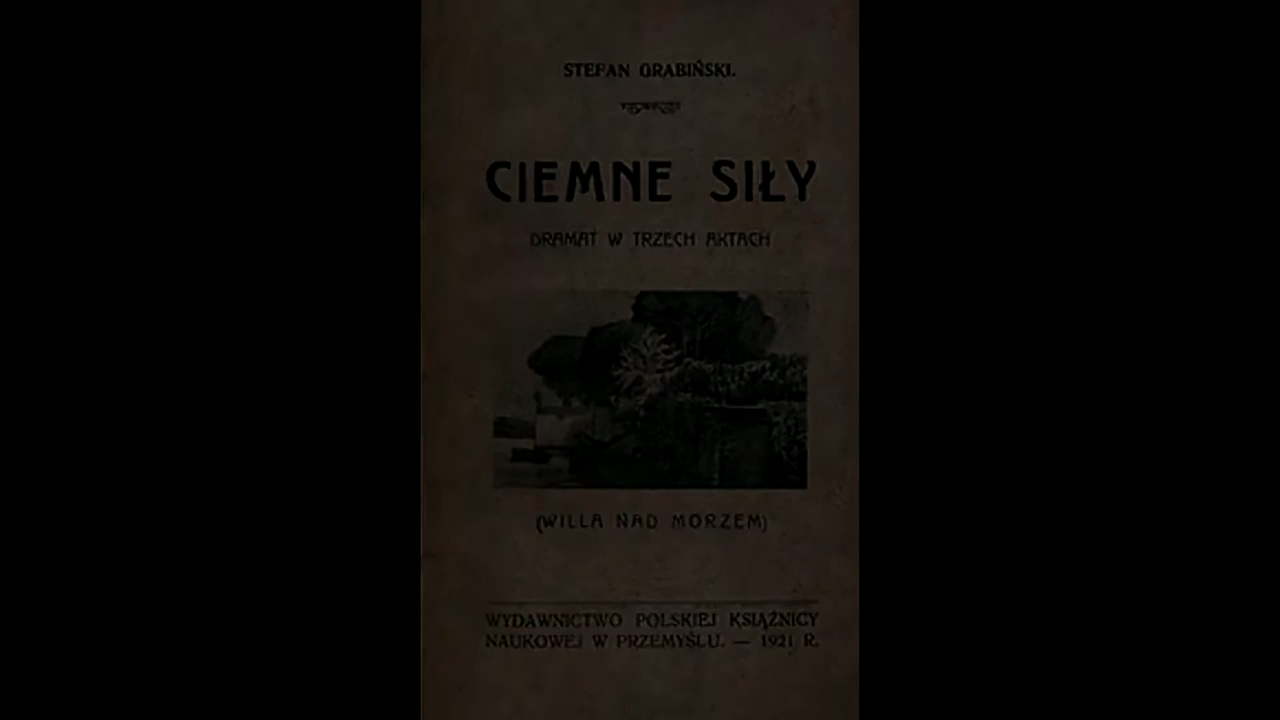 STEFAN GRABIŃSKI.
CIEMNE SIŁY
DRAMAT W TRZECH AKTACH
(WILLA NAD MORZEM)
WYDAWNICTWO POLSKIEJ KSIĄŻNICY
NAUKOWEJ W PRZEMYŚLU. — 1921 R.